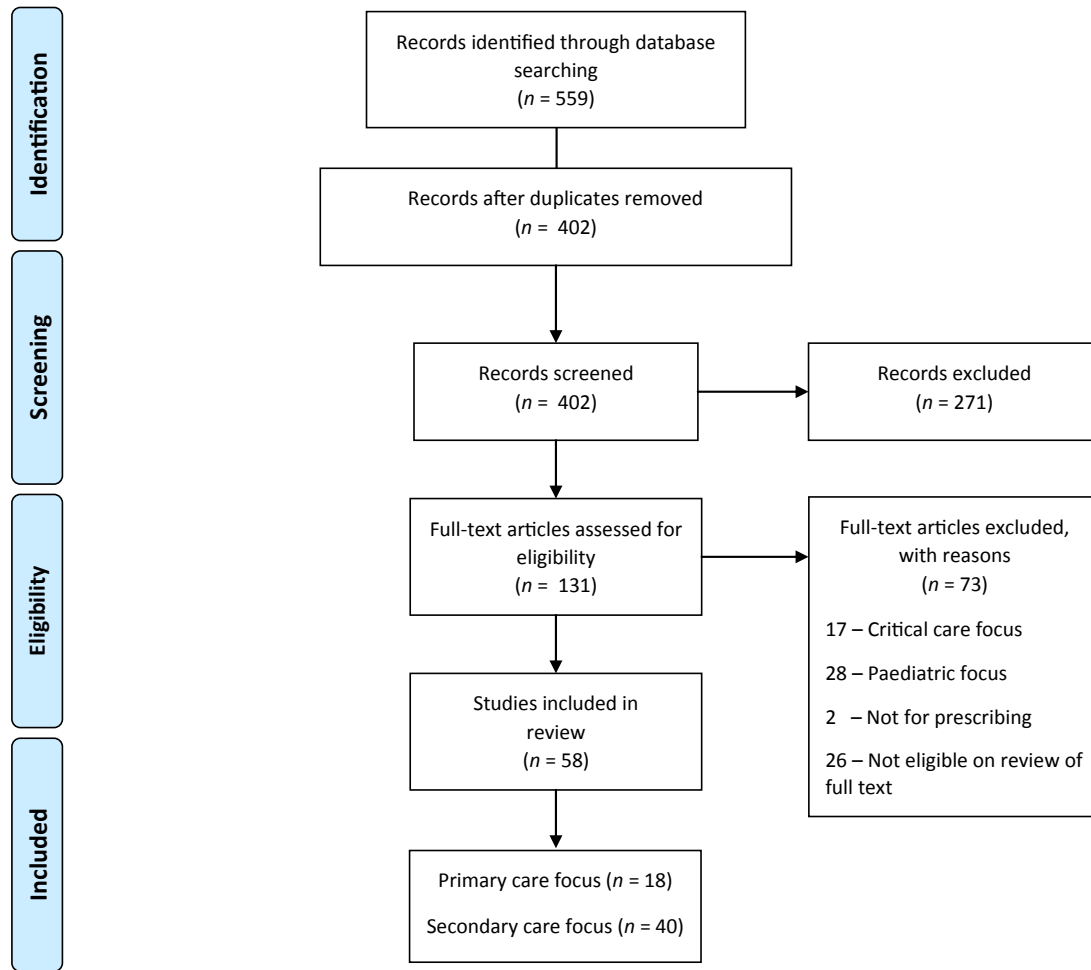 Identification
Records identified through database
searching
(n = 559)
Records after duplicates removed
(n = 402)
Screening
Records screened
(n = 402)
Records excluded
(n = 271)
Eligibility
Full-text articles assessed for
eligibility
(n = 131)
Full-text articles excluded,
with reasons
(n = 73)
17 – Critical care focus
28 – Paediatric focus
2 – Not for prescribing
26 – Not eligible on review of
full text
Studies included in
review
(n = 58)
Included
Primary care focus (n = 18)
Secondary care focus (n = 40)